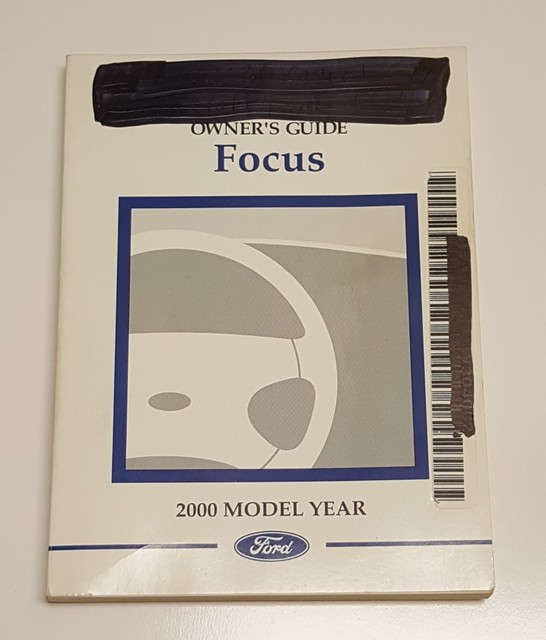 OWNER'S GUIDE
Focus
2000 MODEL YEAR
Ford